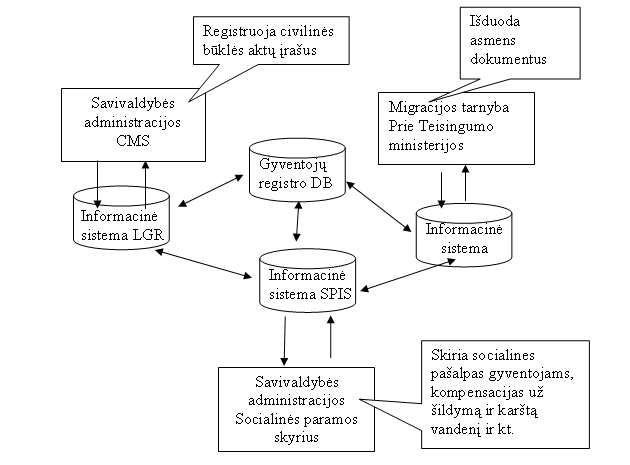 Registruoja civilinės
būklės aktų įrašus
Išduoda
asmens
dokumentus
Savivaldybės
administracijos
CMS
Migracijos tarnyba
Prie Teisingumo
ministerijos
Gyventojų
registro DB
Informacinė
sistema LGR
Informacinė
sistema
Informacinė
sistema SPIS
Savivaldybės
administracijos
Socialinės paramos
skyrius
Skiria socialines
pašalpas gyventojams,
kompensacijas už
šildymą ir karštą
vandenį ir kt.